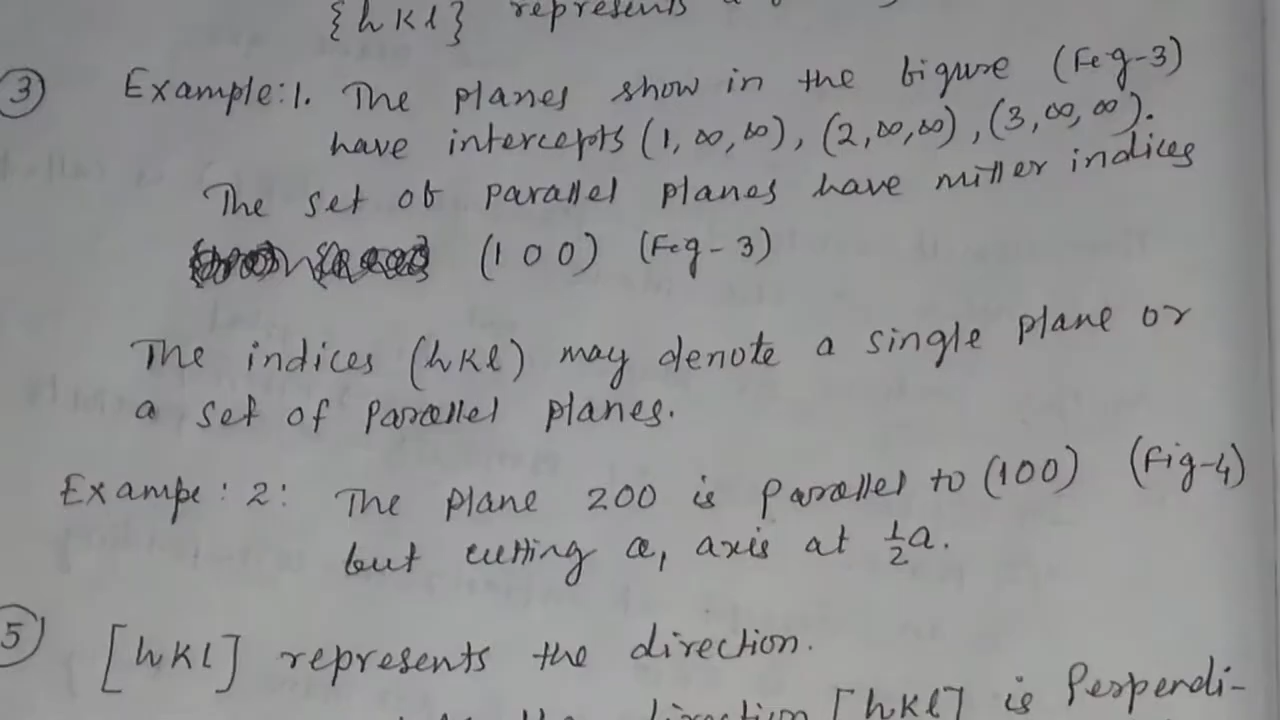 {hkl} represents
③ Example:1. The planes show in the figure (Fig-3)
have intercepts (1, ∞, ∞), (2, ∞, ∞), (3, ∞, ∞).
The set of parallel planes have miller indices
(1 0 0) (Fig-3)
The indices (hkl) may denote a single plane or
a set of parallel planes.
Exampe: 2: The plane 200 is parallel to (100) (Fig-4)
but cutting a, axis at ½a.
⑤ [hkl] represents the direction.
direction [hkl] is Perpendi-